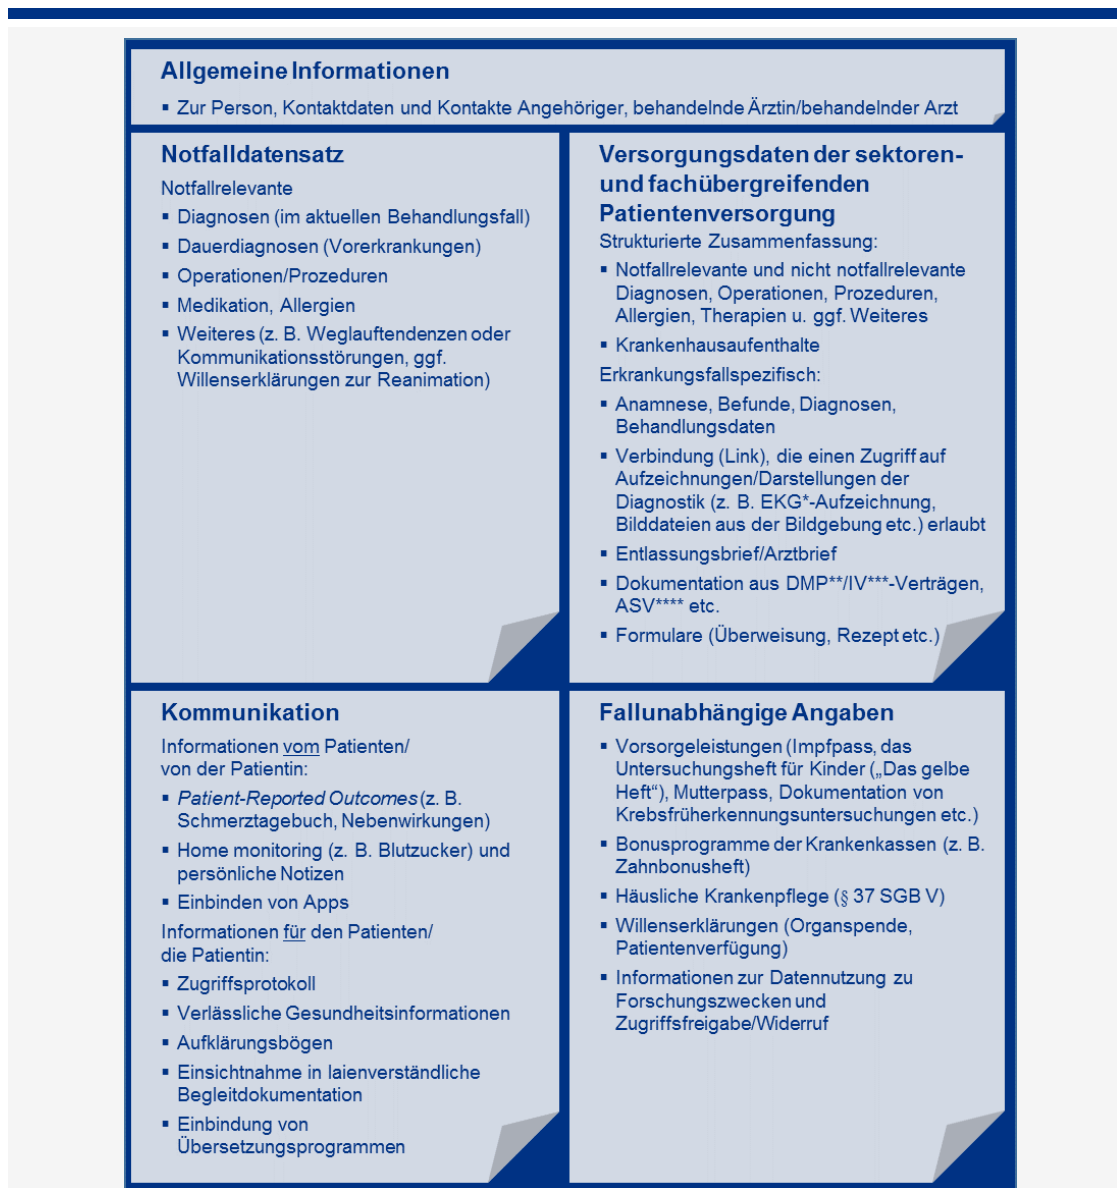 Allgemeine Informationen
▪ Zur Person, Kontaktdaten und Kontakte Angehöriger, behandelnde Ärztin/behandelnder Arzt
Notfalldatensatz
Notfallrelevante
▪ Diagnosen (im aktuellen Behandlungsfall)
▪ Dauerdiagnosen (Vorerkrankungen)
▪ Operationen/Prozeduren
▪ Medikation, Allergien
▪ Weiteres (z. B. Weglauftendenzen oder
Kommunikationsstörungen, ggf.
Willenserklärungen zur Reanimation)
Versorgungsdaten der sektoren-
und fachübergreifenden
Patientenversorgung
Strukturierte Zusammenfassung:
▪ Notfallrelevante und nicht notfallrelevante
Diagnosen, Operationen, Prozeduren,
Allergien, Therapien u. ggf. Weiteres
▪ Krankenhausaufenthalte
Erkrankungsfallspezifisch:
▪ Anamnese, Befunde, Diagnosen,
Behandlungsdaten
▪ Verbindung (Link), die einen Zugriff auf
Aufzeichnungen/Darstellungen der
Diagnostik (z. B. EKG*-Aufzeichnung,
Bilddateien aus der Bildgebung etc.) erlaubt
▪ Entlassungsbrief/Arztbrief
▪ Dokumentation aus DMP**/IV***-Verträgen,
ASV**** etc.
▪ Formulare (Überweisung, Rezept etc.)
Kommunikation
Informationen vom Patienten/
von der Patientin:
▪ Patient-Reported Outcomes (z. B.
Schmerztagebuch, Nebenwirkungen)
▪ Home monitoring (z. B. Blutzucker) und
persönliche Notizen
▪ Einbinden von Apps
Informationen für den Patienten/
die Patientin:
▪ Zugriffsprotokoll
▪ Verlässliche Gesundheitsinformationen
▪ Aufklärungsbögen
▪ Einsichtnahme in laienverständliche
Begleitdokumentation
▪ Einbindung von
Übersetzungsprogrammen
Fallunabhängige Angaben
▪ Vorsorgeleistungen (Impfpass, das
Untersuchungsheft für Kinder („Das gelbe
Heft“), Mutterpass, Dokumentation von
Krebsfrüherkennungsuntersuchungen etc.)
▪ Bonusprogramme der Krankenkassen (z. B.
Zahnbonusheft)
▪ Häusliche Krankenpflege (§ 37 SGB V)
▪ Willenserklärungen (Organspende,
Patientenverfügung)
▪ Informationen zur Datennutzung zu
Forschungszwecken und
Zugriffsfreigabe/Widerruf